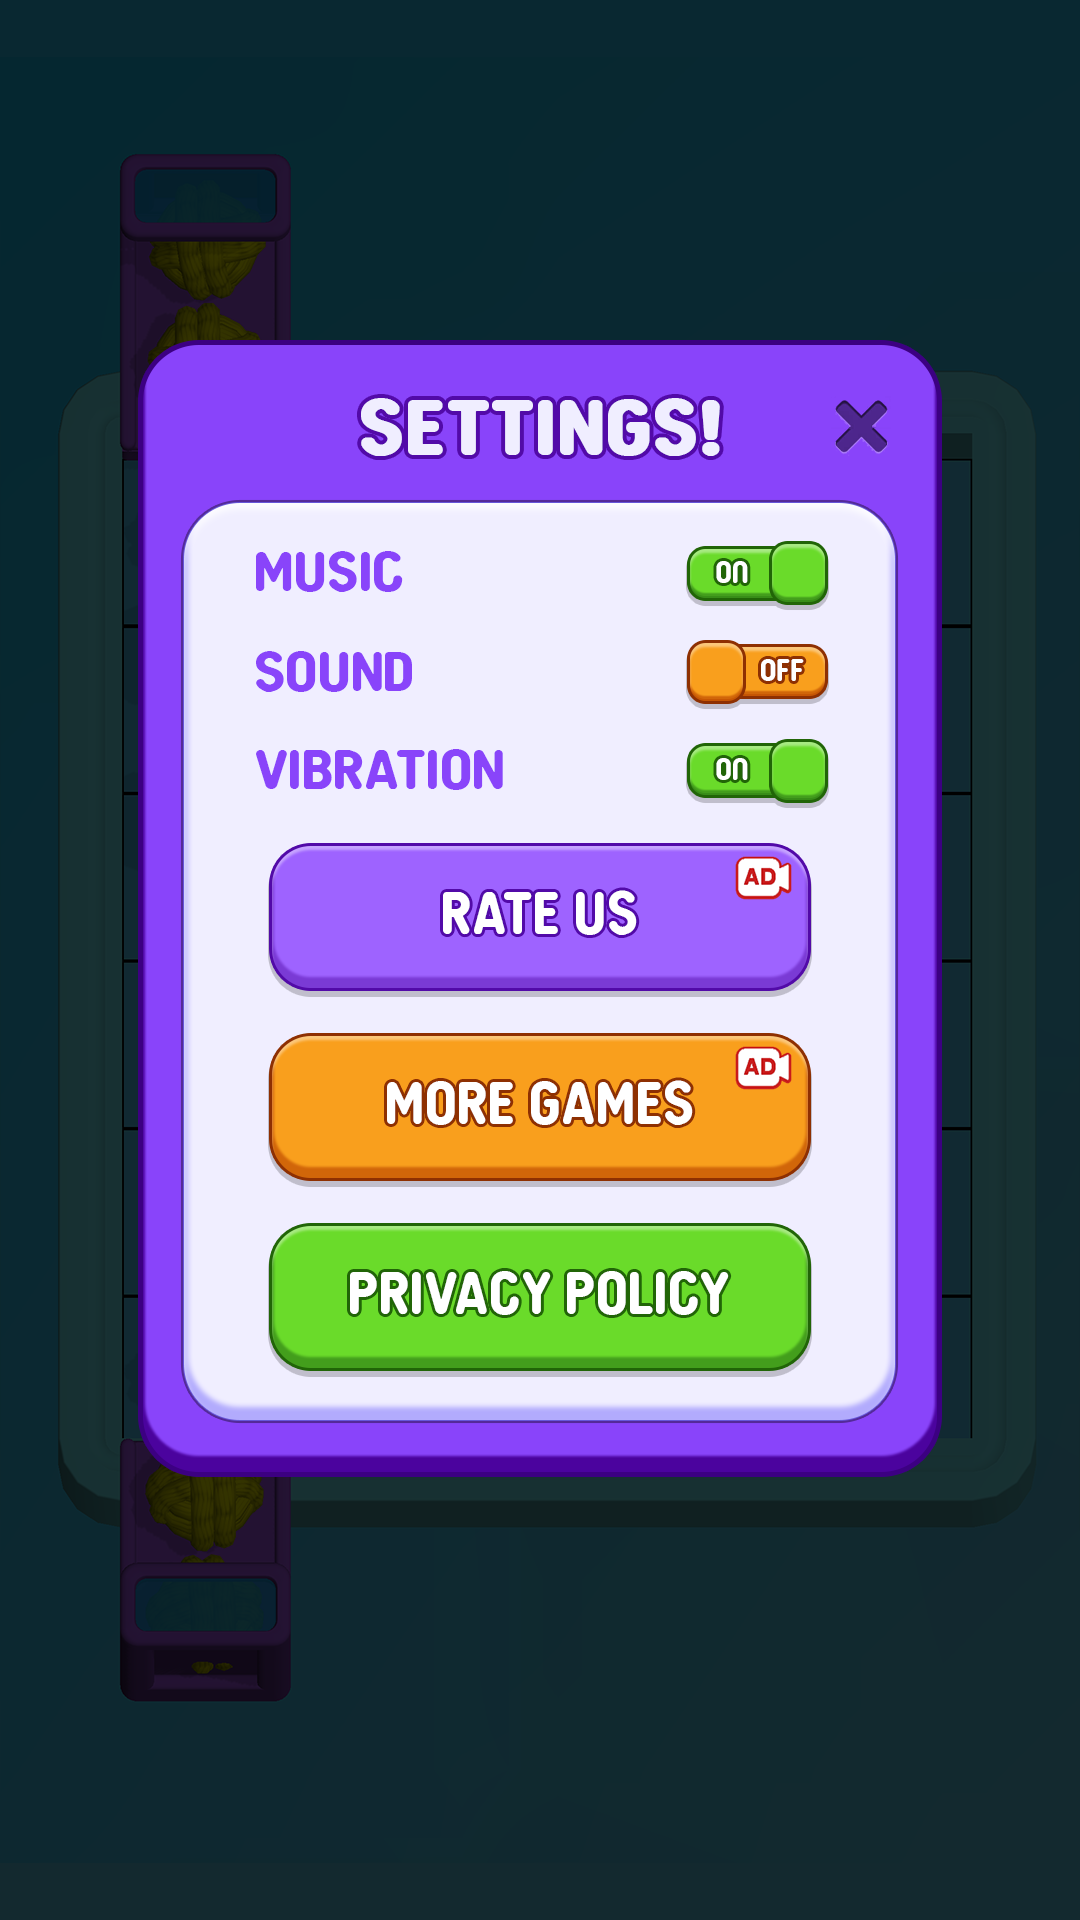 SETTINGS!
MUSIC ON
SOUND OFF
VIBRATION ON
AD
RATE US
AD
MORE GAMES
PRIVACY POLICY